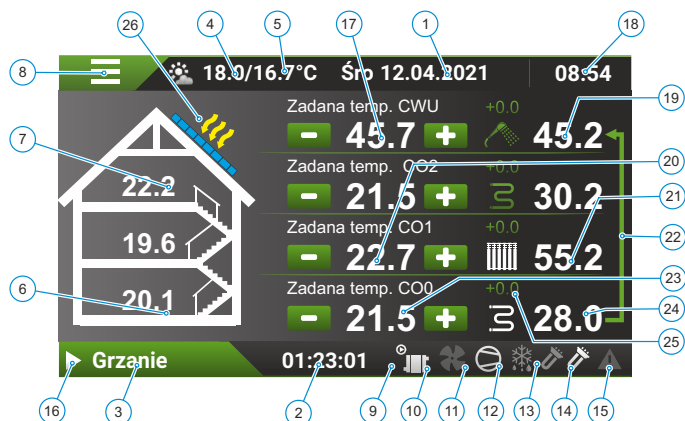 26 4 5 17 1 18
8
18.0/16.7°C Śro 12.04.2021 08:54
7
Zadana temp. CWU +0.0
45.7 45.2
19
20
Zadana temp. CO2 +0.0
22.2
21.5 30.2
21
22
Zadana temp. CO1
19.6
22.7 55.2
23
6
Zadana temp. CO0 +0.0
20.1
21.5 28.0
24
25
Grzanie 01:23:01
16 3 2 9 10 11 12 13 14 15